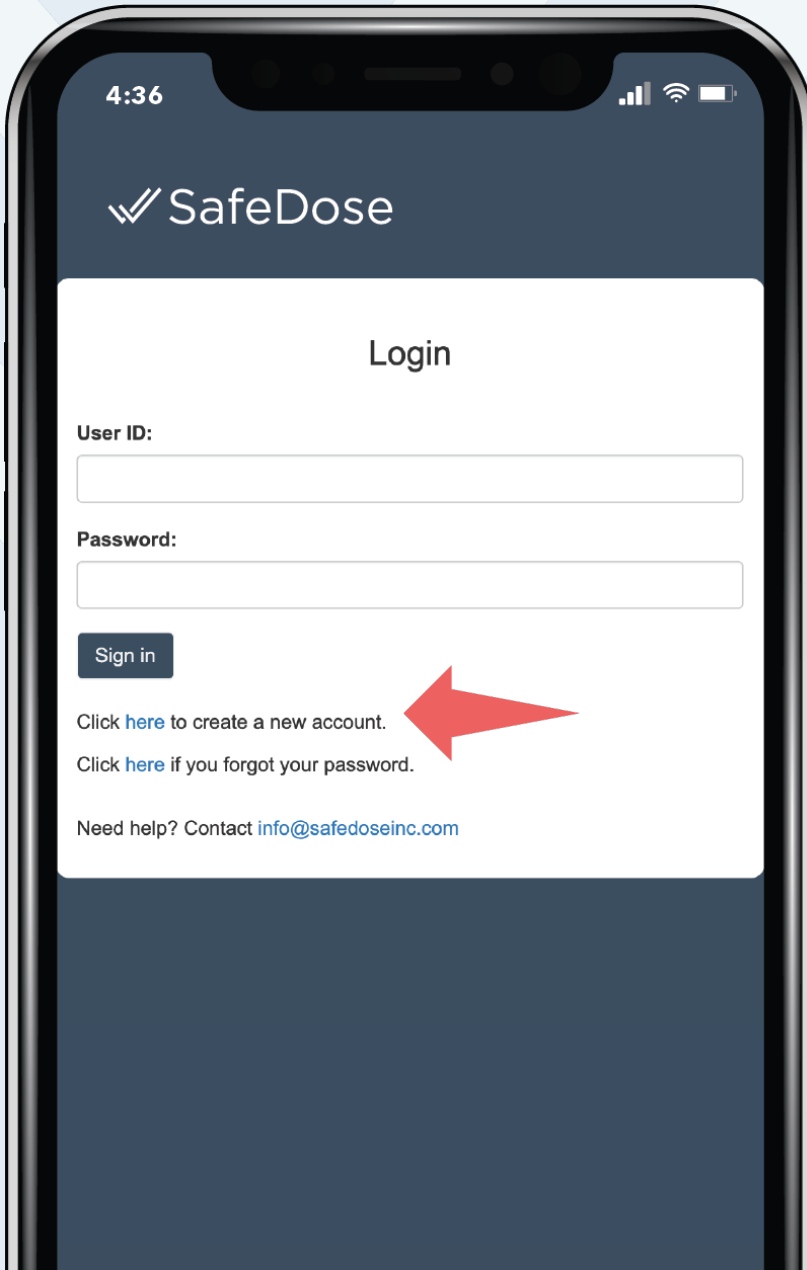 4:36
SafeDose
Login
User ID:
Password:
Sign in
Click here to create a new account.
Click here if you forgot your password.
Need help? Contact info@safedoseinc.com